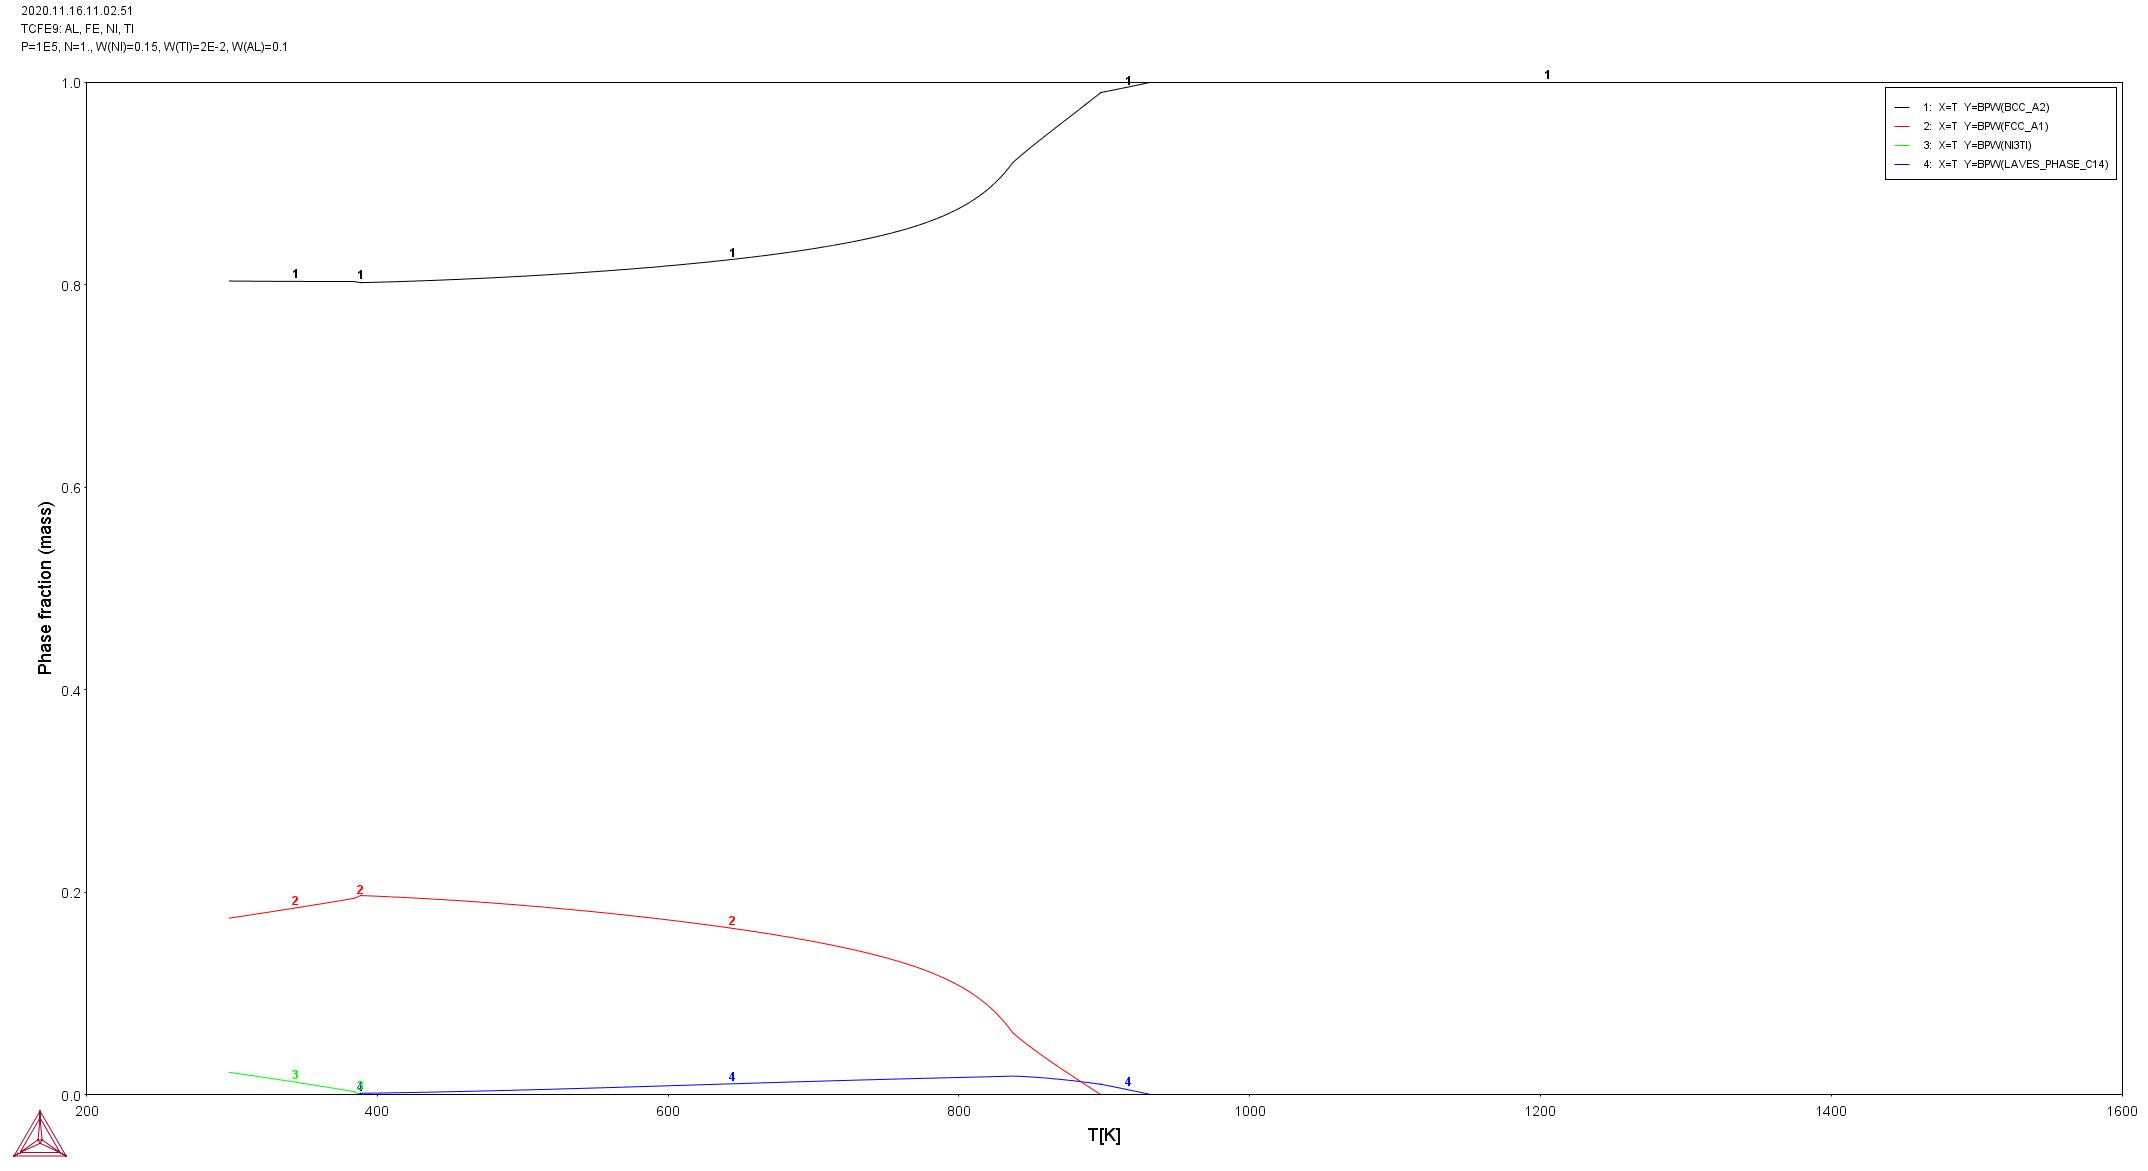 2020.11.16.11.02.51
TCFE9: AL, FE, NI, TI
P=1E5, N=1., W(NI)=0.15, W(TI)=2E-2, W(AL)=0.1
1.0
0.8
0.6
0.4
0.2
0.0
Phase fraction (mass)
1 1 1 1 1
2 2 2
3 3
4 4 4
1: X=T Y=BPW(BCC_A2)
2: X=T Y=BPW(FCC_A1)
3: X=T Y=BPW(NI3TI)
4: X=T Y=BPW(LAVES_PHASE_C14)
200 400 600 800 1000 1200 1400 1600
T[K]